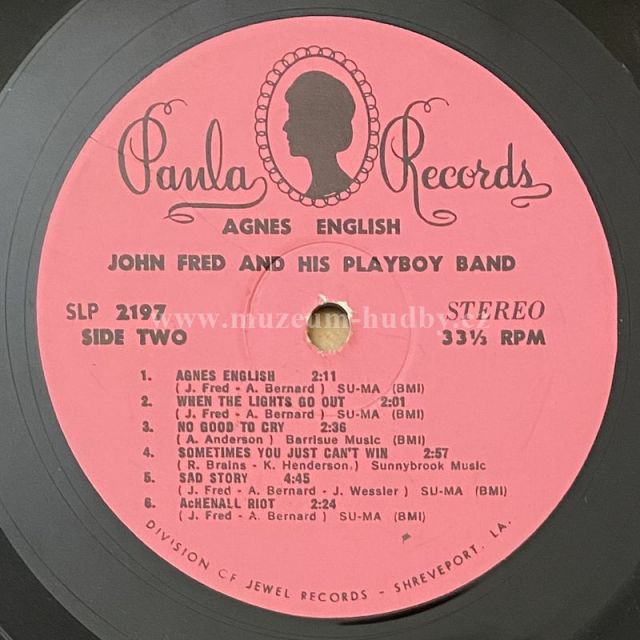 Paula Records
AGNES ENGLISH
JOHN FRED AND HIS PLAYBOY BAND
SLP 2197 STEREO
www.muzeum-hudby.cz
SIDE TWO 33⅓ RPM
1. AGNES ENGLISH 2:11
( J. Fred - A. Bernard ) SU-MA (BMI)
2. WHEN THE LIGHTS GO OUT 2:01
( J. Fred - A. Bernard ) SU-MA (BMI)
3. NO GOOD TO CRY 2:36
( A. Anderson ) Barrisue Music (BMI)
4. SOMETIMES YOU JUST CAN'T WIN 2:57
( R. Brains - K. Henderson.) Sunnybrook Music
5. SAD STORY 4:45
( J. Fred - A. Bernard - J. Wessler ) SU-MA (BMI)
6. AcHENALL RIOT 2:24
( J. Fred - A. Bernard ) SU-MA (BMI)
DIVISION OF JEWEL RECORDS - SHREVEPORT, LA.